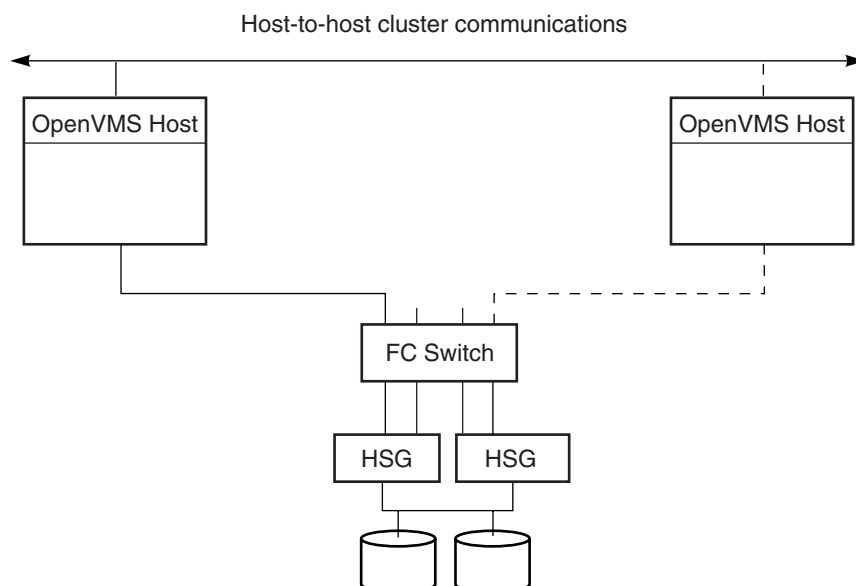 Host-to-host cluster communications
OpenVMS Host
OpenVMS Host
FC Switch
HSG
HSG